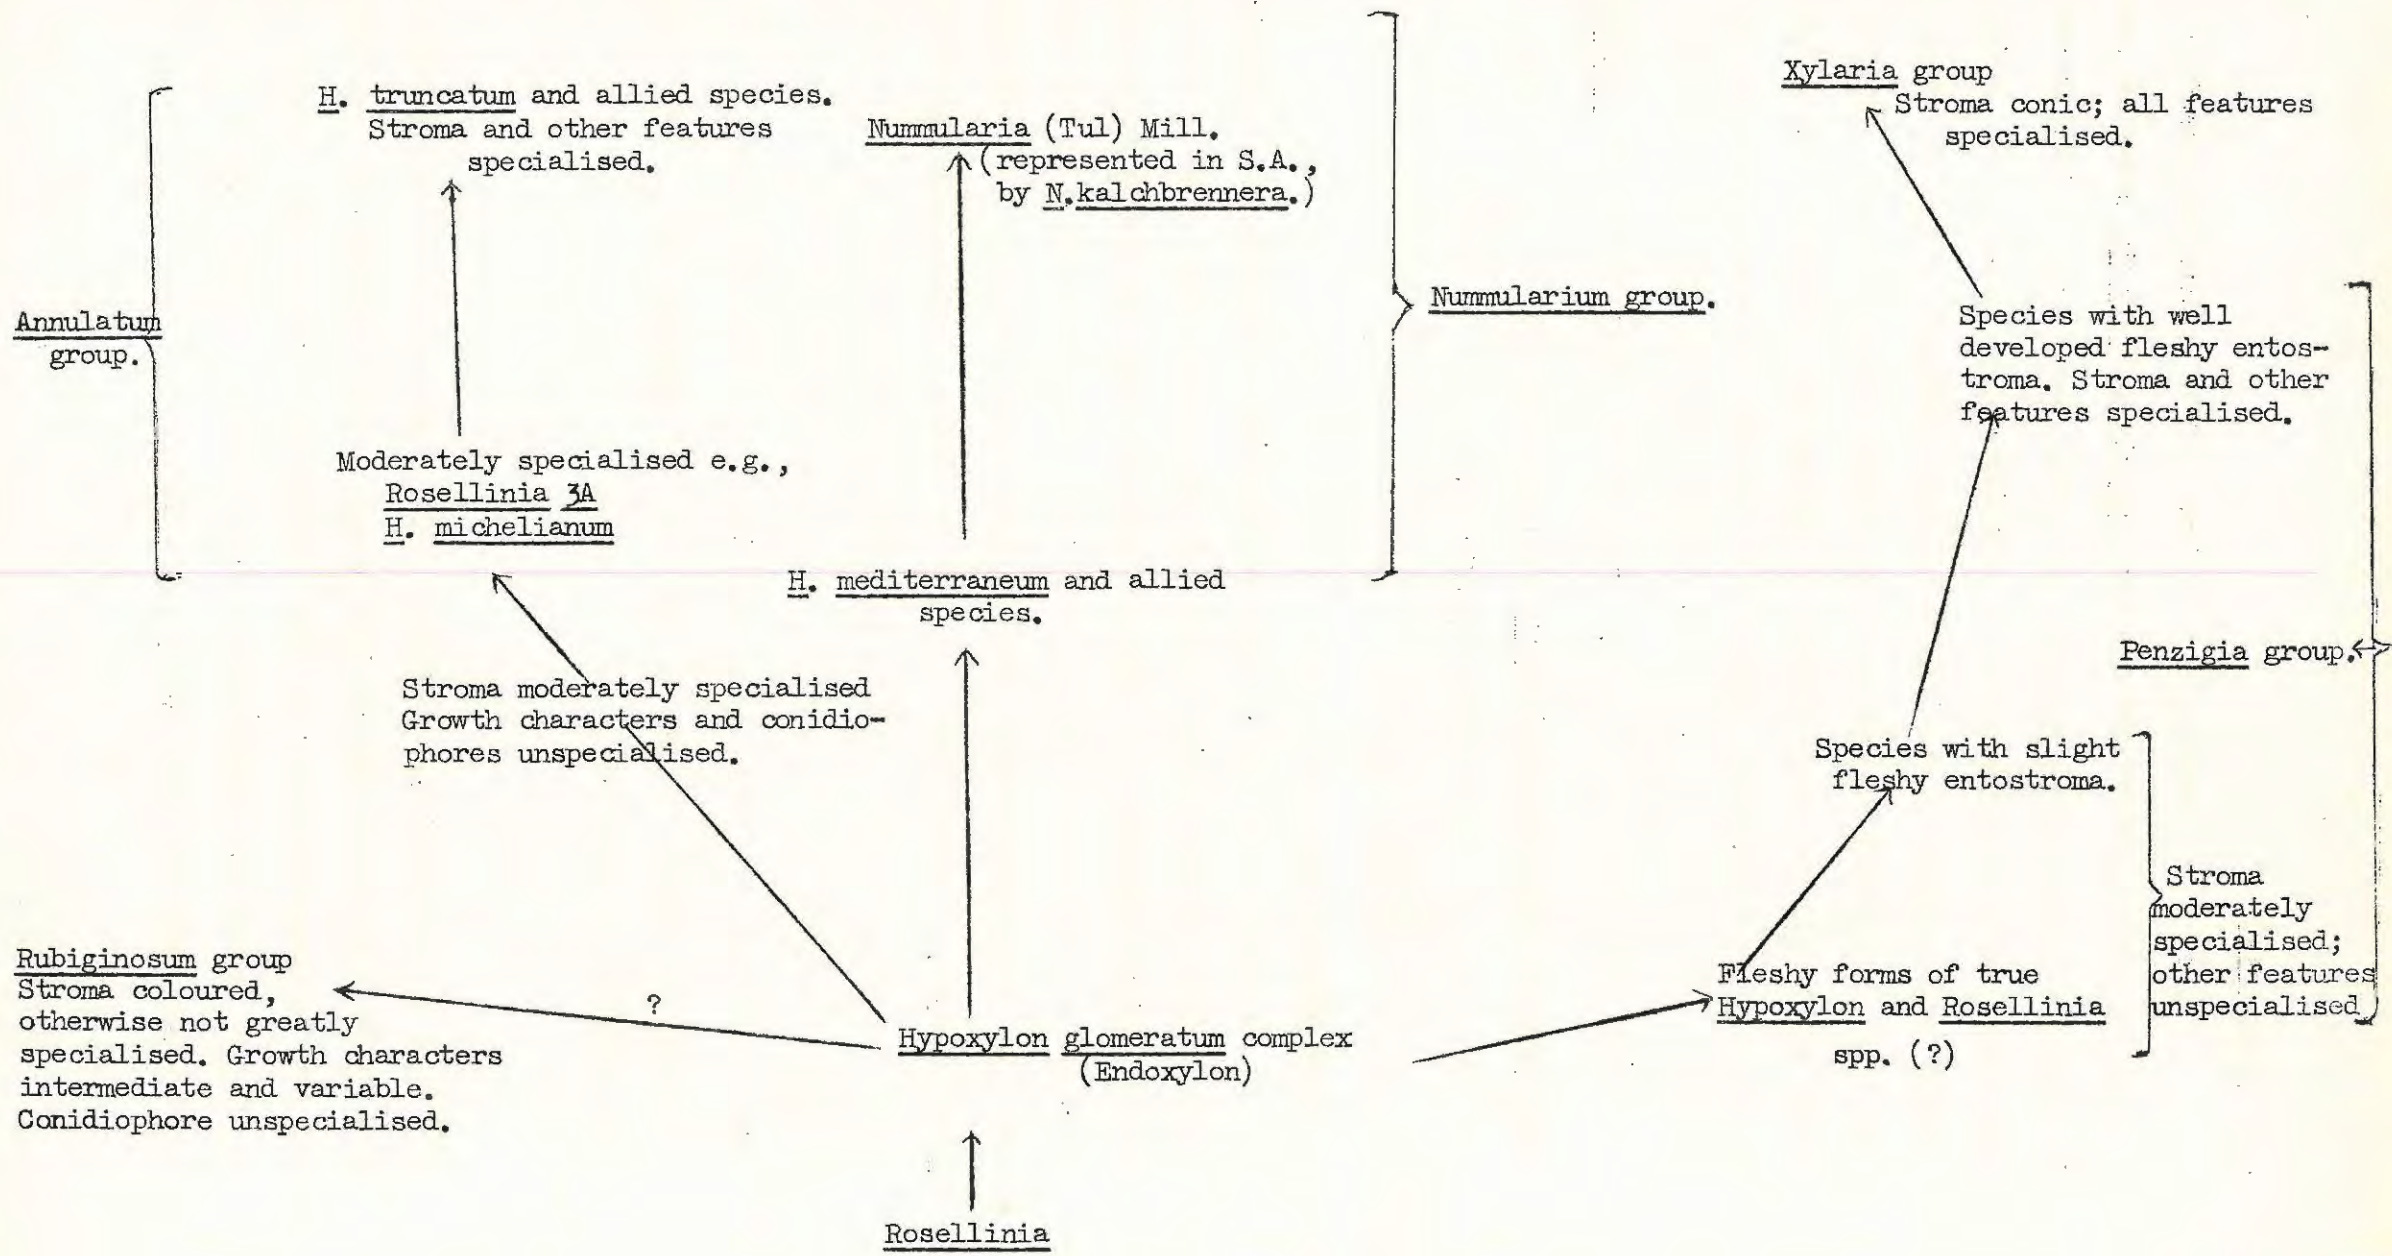 H. truncatum and allied species.
Stroma and other features
specialised.
Nummularia (Tul) Mill.
(represented in S.A.,
by N.kalchbrennera.)
Xylaria group
Stroma conic; all features
specialised.
Annulatum
group.
Nummularium group.
Species with well
developed fleshy entos-
troma. Stroma and other
features specialised.
Moderately specialised e.g.,
Rosellinia 3A
H. michelianum
H. mediterraneum and allied
species.
Penzigia group.
Stroma moderately specialised
Growth characters and conidio-
phores unspecialised.
Species with slight
fleshy entostroma.
Stroma
moderately
specialised;
other features
unspecialised
Rubiginosum group
Stroma coloured,
otherwise not greatly
specialised. Growth characters
intermediate and variable.
Conidiophore unspecialised.
?
Hypoxylon glomeratum complex
(Endoxylon)
Fleshy forms of true
Hypoxylon and Rosellinia
spp. (?)
Rosellinia